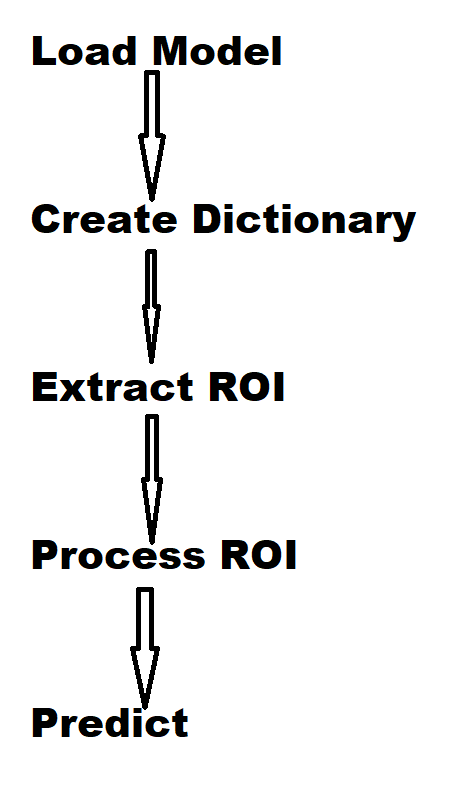 Load Model
Create Dictionary
Extract ROI
Process ROI
Predict